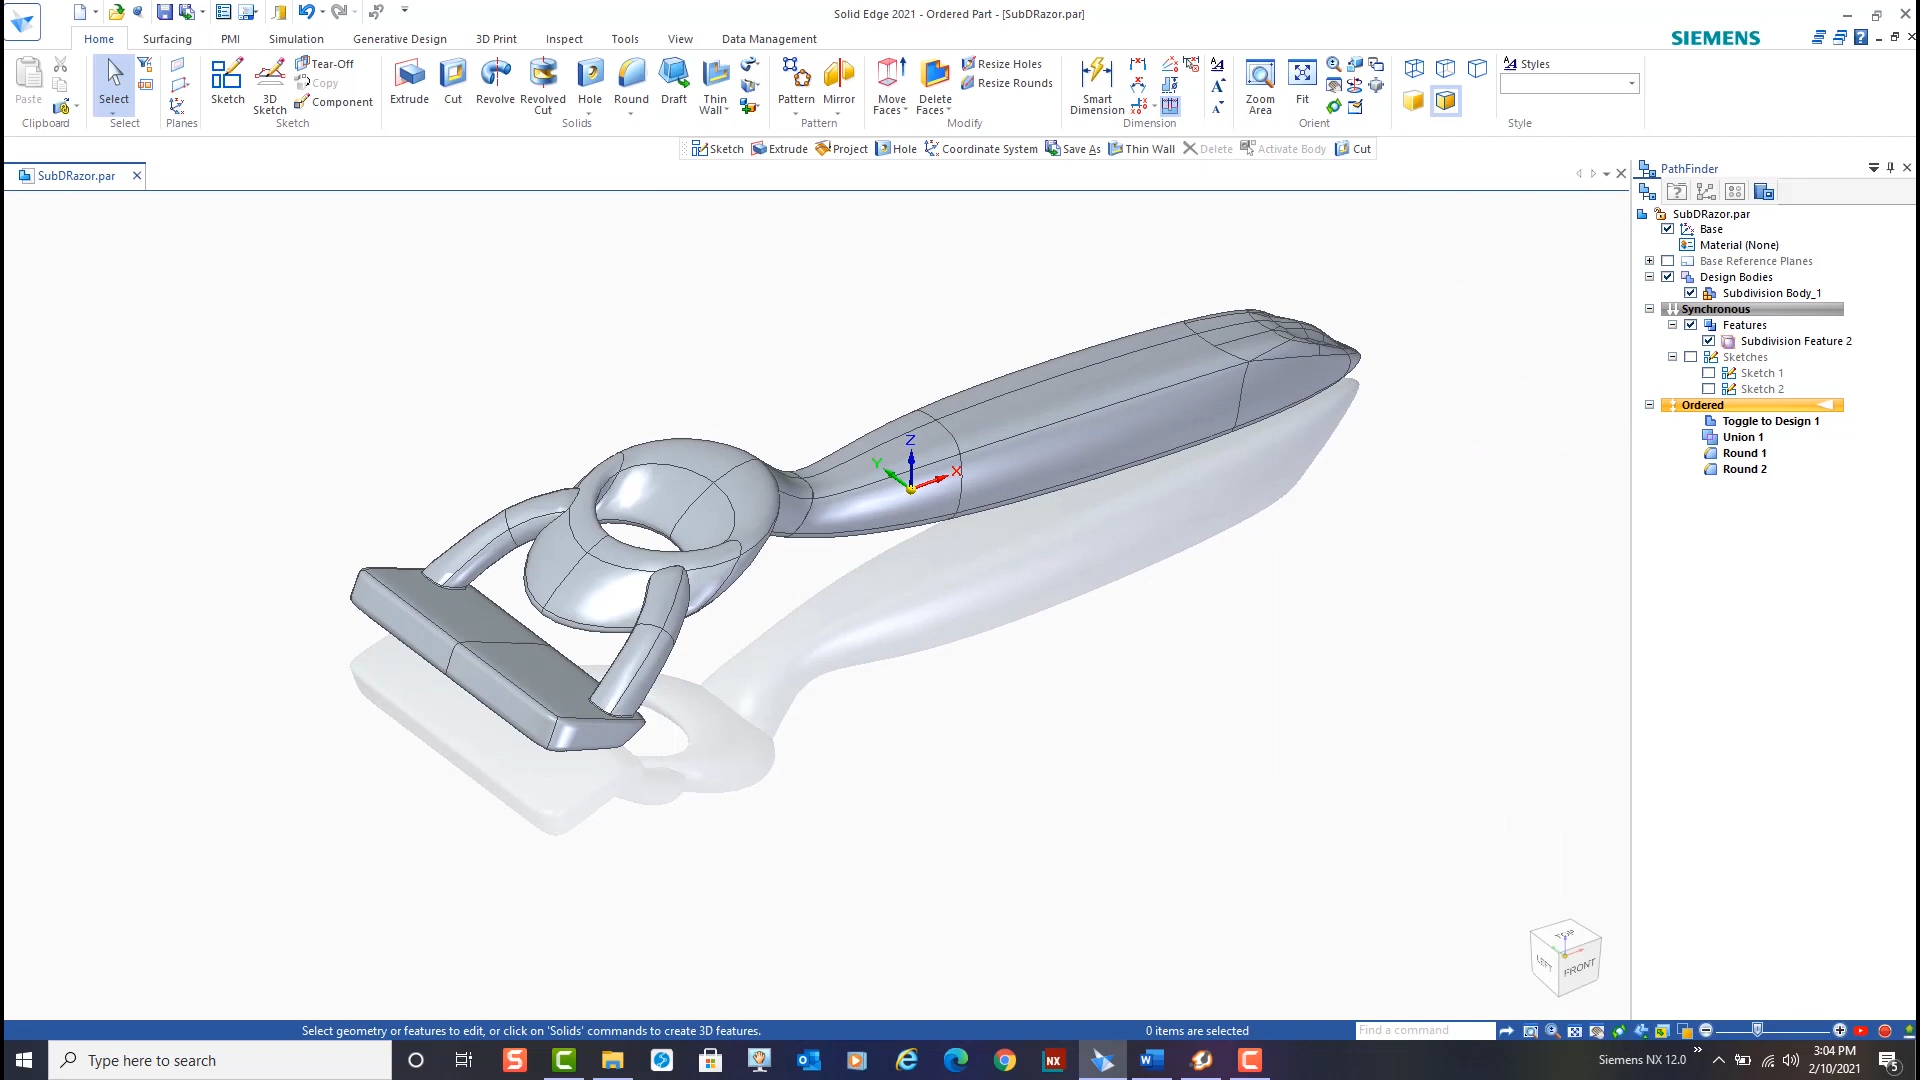 Solid Edge 2021 - Ordered Part - [SubDRazor.par]
Home Surfacing PMI Simulation Generative Design 3D Print Inspect Tools View Data Management
SIEMENS
Paste
Clipboard
Select
Select
Planes
Sketch
3D Sketch
Tear-Off
Copy
Component
Sketch
Extrude Cut Revolve Revolved Cut Hole Round Draft Thin Wall
Solids
Pattern Mirror
Pattern
Move Faces Delete Faces
Resize Holes
Resize Rounds
Modify
Smart Dimension
Dimension
Zoom Area Fit
Orient
Styles
Style
Sketch Extrude Project Hole Coordinate System Save As Thin Wall Delete Activate Body Cut
SubDRazor.par
PathFinder
SubDRazor.par
Base
Material (None)
Base Reference Planes
Design Bodies
Subdivision Body_1
Synchronous
Features
Subdivision Feature 2
Sketches
Sketch 1
Sketch 2
Ordered
Toggle to Design 1
Union 1
Round 1
Round 2
Z
Y
X
TOP
LEFT
FRONT
Select geometry or features to edit, or click on 'Solids' commands to create 3D features.
0 items are selected
Find a command
Type here to search
NX
Siemens NX 12.0
3:04 PM
2/10/2021
5